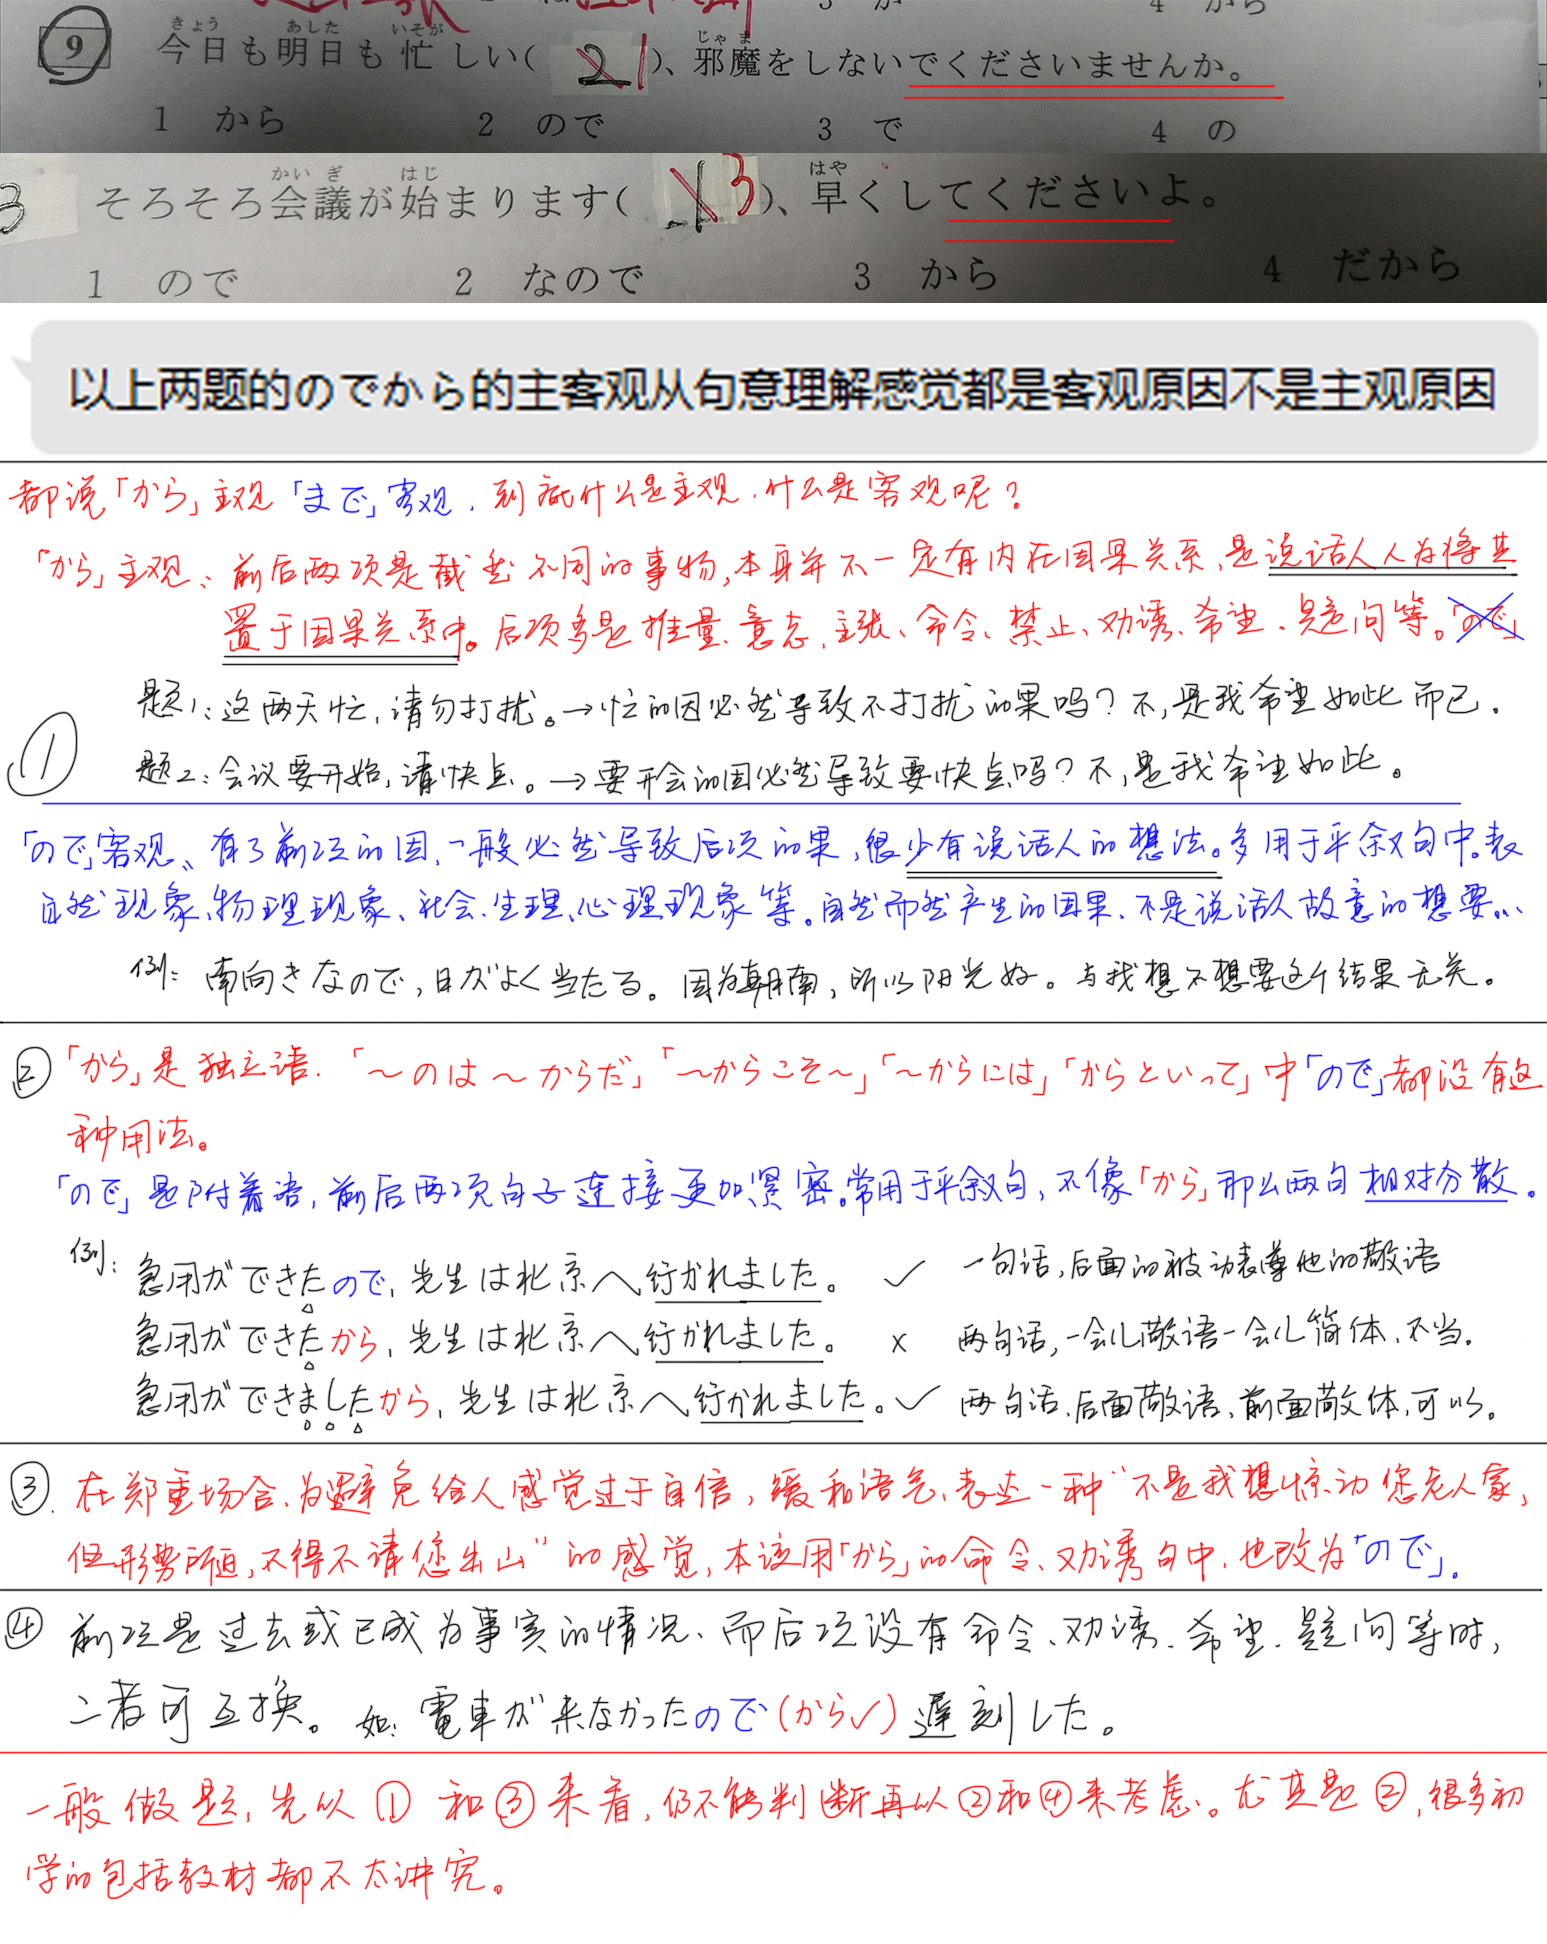 9 今日も明日も忙しい( 21 )、邪魔をしないでくださいませんか。
きょう あした いそが じゃま
1 から 2 ので 3 で 4 の
3 そろそろ会議が始まります( 1 3 )、早くしてくださいよ。
かいぎ はじ はや
1 ので 2 なので 3 から 4 だから
以上两题的のでから的主客观从句意理解感觉都是客观原因不是主观原因
都说「から」主观「まで」客观，到底什么是主观，什么是客观呢？
「から」主观：前后两项是截然不同的事物，本身并不一定有内在因果关系，是说话人人为将其
置于因果关系中。后项多是推量、意志、主张、命令、禁止、劝诱、希望、疑问等。「ので」
题1：这两天忙，请勿打扰。→忙的因必然导致不打扰的果吗？不，是我希望如此而已。
① 题2：会议要开始，请快点。→要开会的因必然导致要快点吗？不，是我希望如此。
「ので」客观：有了前项的因，一般必然导致后项的果，很少有说话人的想法。多用于平叙句中。表
自然现象、物理现象、社会、生理、心理现象等。自然而然产生的因果、不是说话人故意的想要...
例：南向きなので，日がよく当たる。因为朝南，所以阳光好。与我想不想要这个结果无关。
② 「から」是独立语．「～のは～からだ」「～からこそ～」「～からには」「からといって」中「ので」都没有这
种用法。
「ので」是附着语，前后两项句子连接更加紧密。常用于平叙句，不像「から」那么两句相对分散。
例：急用ができたので，先生は北京へ行かれました。 ✓ 一句话，后面的被动表尊他的敬语
急用ができたから，先生は北京へ行かれました。 × 两句话，一会儿敬语一会儿简体，不当。
急用ができましたから，先生は北京へ行かれました。✓ 两句话，后面敬语，前面敬体，可以。
③. 在郑重场合，为避免给人感觉过于自信，缓和语气，表达一种“不是我想惊动您老人家，
但形势所迫，不得不请您出山”的感觉，本该用「から」的命令、劝诱句中，也改为「ので」．
④ 前项是过去或已成为事实的情况、而后项没有命令、劝诱、希望、疑问等时，
二者可互换。如：電車が来なかったので(から✓)遅刻した。
一般做题，先以①和③来看，仍不能判断再以②和④来考虑。尤其是②，很多初
学的包括教材都不太讲究。